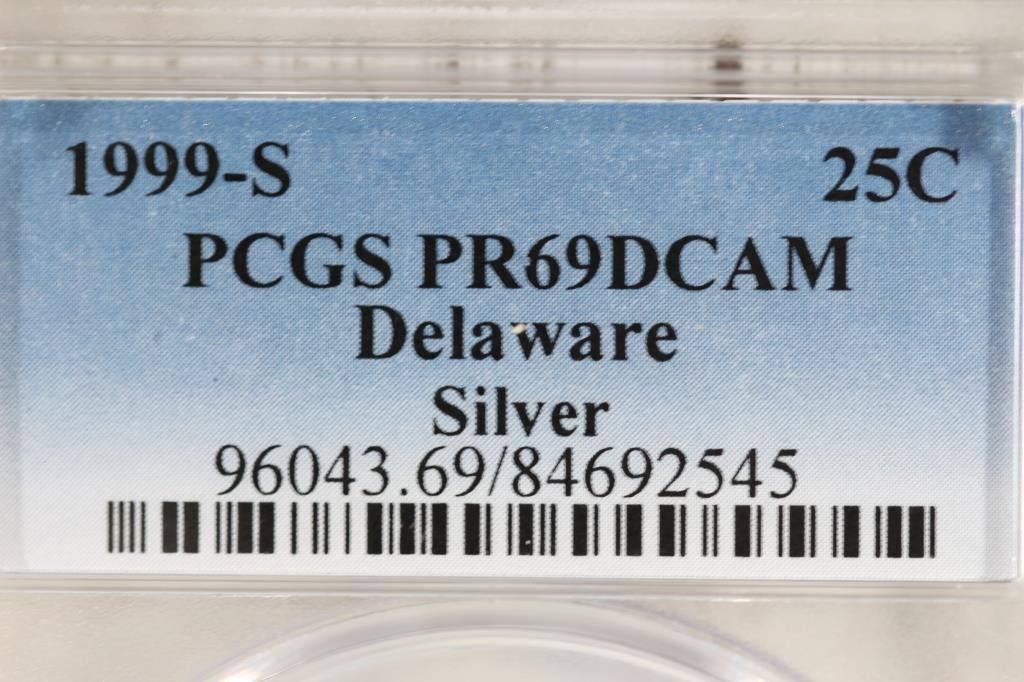 1999-S 25C
PCGS PR69DCAM
Delaware
Silver
96043.69/84692545